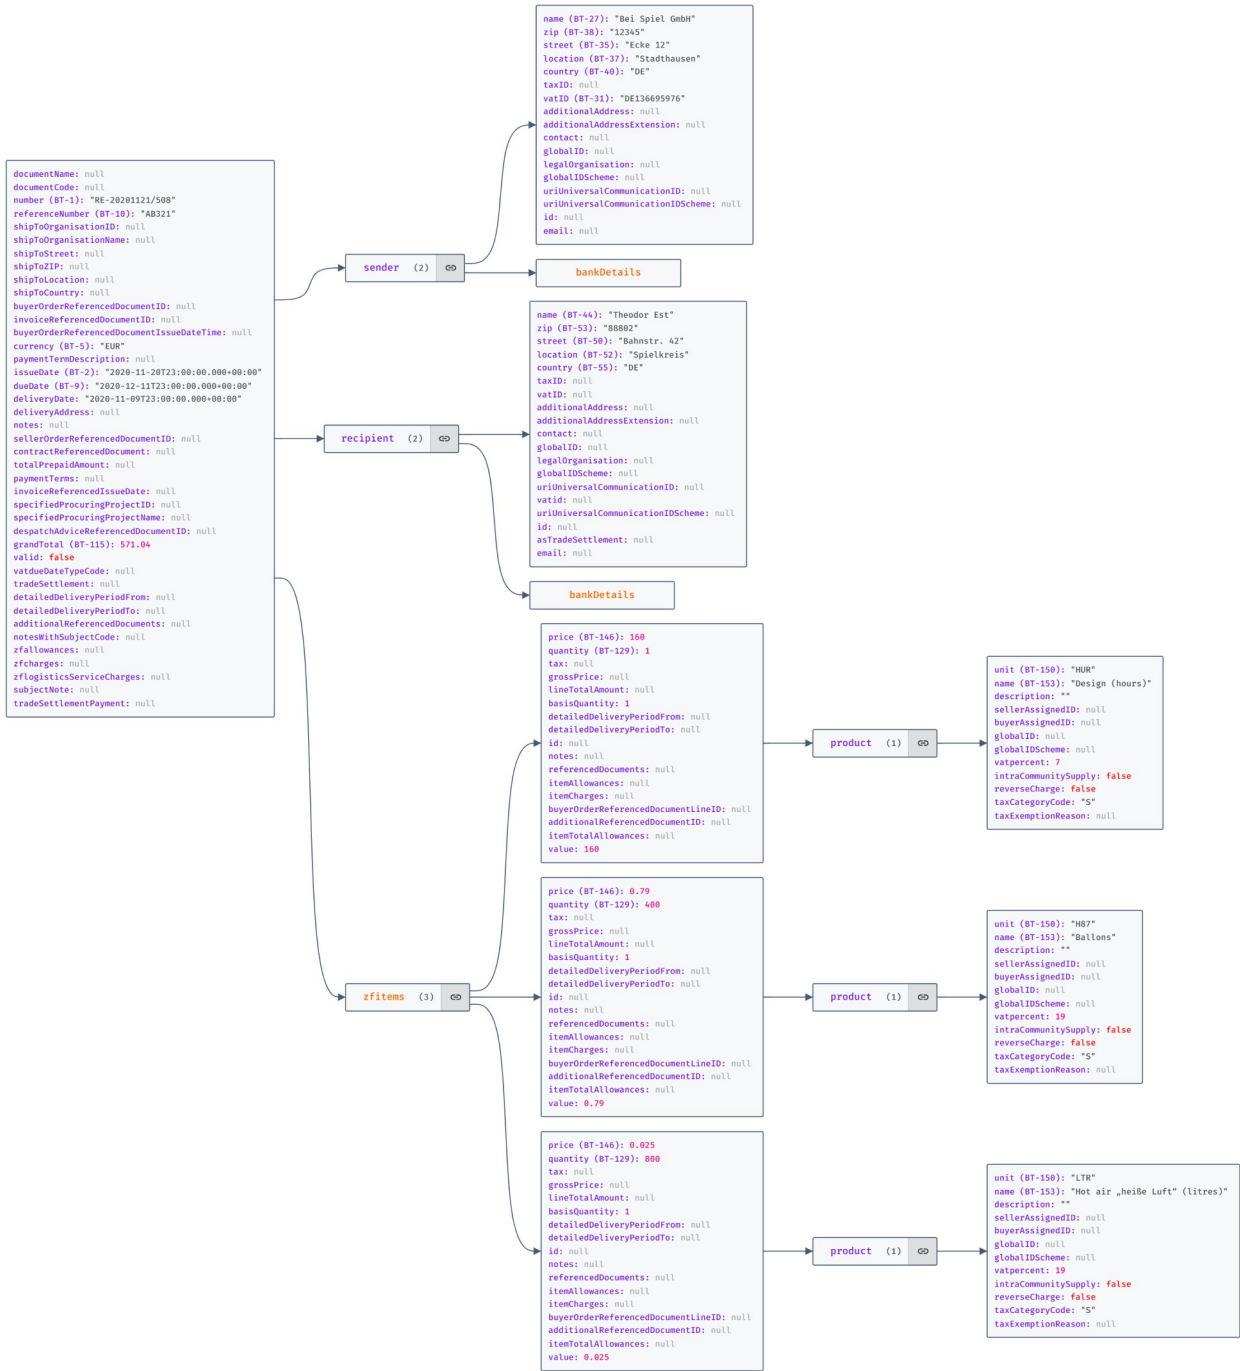 documentName: null
documentCode: null
number (BT-1): "RE-20201121/508"
referenceNumber (BT-10): "AB321"
shipToOrganisationID: null
shipToOrganisationName: null
shipToStreet: null
shipToZIP: null
shipToLocation: null
shipToCountry: null
buyerOrderReferencedDocumentID: null
invoiceReferencedDocumentID: null
buyerOrderReferencedDocumentIssueDateTime: null
currency (BT-5): "EUR"
paymentTermDescription: null
issueDate (BT-2): "2020-11-20T23:00:00.000+00:00"
dueDate (BT-9): "2020-12-11T23:00:00.000+00:00"
deliveryDate: "2020-11-09T23:00:00.000+00:00"
deliveryAddress: null
notes: null
sellerOrderReferencedDocumentID: null
contractReferencedDocument: null
totalPrepaidAmount: null
paymentTerms: null
invoiceReferencedIssueDate: null
specifiedProcuringProjectID: null
specifiedProcuringProjectName: null
despatchAdviceReferencedDocumentID: null
grandTotal (BT-115): 571.04
valid: false
vatdueDateTypeCode: null
tradeSettlement: null
detailedDeliveryPeriodFrom: null
detailedDeliveryPeriodTo: null
additionalReferencedDocuments: null
notesWithSubjectCode: null
zfallowances: null
zfcharges: null
zflogisticsServiceCharges: null
subjectNote: null
tradeSettlementPayment: null
sender (2)
name (BT-27): "Bei Spiel GmbH"
zip (BT-38): "12345"
street (BT-35): "Ecke 12"
location (BT-37): "Stadthausen"
country (BT-40): "DE"
taxID: null
vatID (BT-31): "DE136695976"
additionalAddress: null
additionalAddressExtension: null
contact: null
globalID: null
legalOrganisation: null
globalIDScheme: null
uriUniversalCommunicationID: null
uriUniversalCommunicationIDScheme: null
id: null
email: null
bankDetails
recipient (2)
name (BT-44): "Theodor Est"
zip (BT-53): "88802"
street (BT-50): "Bahnstr. 42"
location (BT-52): "Spielkreis"
country (BT-55): "DE"
taxID: null
vatID: null
additionalAddress: null
additionalAddressExtension: null
contact: null
globalID: null
legalOrganisation: null
globalIDScheme: null
uriUniversalCommunicationID: null
vatid: null
uriUniversalCommunicationIDScheme: null
id: null
asTradeSettlement: null
email: null
bankDetails
zfitems (3)
price (BT-146): 160
quantity (BT-129): 1
tax: null
grossPrice: null
lineTotalAmount: null
basisQuantity: 1
detailedDeliveryPeriodFrom: null
detailedDeliveryPeriodTo: null
id: null
notes: null
referencedDocuments: null
itemAllowances: null
itemCharges: null
buyerOrderReferencedDocumentLineID: null
additionalReferencedDocumentID: null
itemTotalAllowances: null
value: 160
product (1)
unit (BT-150): "HUR"
name (BT-153): "Design (hours)"
description: ""
sellerAssignedID: null
buyerAssignedID: null
globalID: null
globalIDScheme: null
vatpercent: 7
intraCommunitySupply: false
reverseCharge: false
taxCategoryCode: "S"
taxExemptionReason: null
price (BT-146): 0.79
quantity (BT-129): 400
tax: null
grossPrice: null
lineTotalAmount: null
basisQuantity: 1
detailedDeliveryPeriodFrom: null
detailedDeliveryPeriodTo: null
id: null
notes: null
referencedDocuments: null
itemAllowances: null
itemCharges: null
buyerOrderReferencedDocumentLineID: null
additionalReferencedDocumentID: null
itemTotalAllowances: null
value: 0.79
product (1)
unit (BT-150): "H87"
name (BT-153): "Ballons"
description: ""
sellerAssignedID: null
buyerAssignedID: null
globalID: null
globalIDScheme: null
vatpercent: 19
intraCommunitySupply: false
reverseCharge: false
taxCategoryCode: "S"
taxExemptionReason: null
price (BT-146): 0.025
quantity (BT-129): 800
tax: null
grossPrice: null
lineTotalAmount: null
basisQuantity: 1
detailedDeliveryPeriodFrom: null
detailedDeliveryPeriodTo: null
id: null
notes: null
referencedDocuments: null
itemAllowances: null
itemCharges: null
buyerOrderReferencedDocumentLineID: null
additionalReferencedDocumentID: null
itemTotalAllowances: null
value: 0.025
product (1)
unit (BT-150): "LTR"
name (BT-153): "Hot air „heiße Luft“ (litres)"
description: ""
sellerAssignedID: null
buyerAssignedID: null
globalID: null
globalIDScheme: null
vatpercent: 19
intraCommunitySupply: false
reverseCharge: false
taxCategoryCode: "S"
taxExemptionReason: null